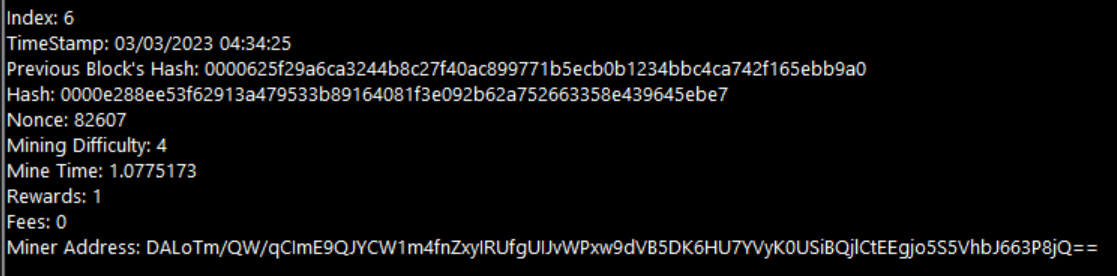 Index: 6
TimeStamp: 03/03/2023 04:34:25
Previous Block's Hash: 0000625f29a6ca3244b8c27f40ac899771b5ecb0b1234bbc4ca742f165ebb9a0
Hash: 0000e288ee53f62913a479533b89164081f3e092b62a752663358e439645ebe7
Nonce: 82607
Mining Difficulty: 4
Mine Time: 1.0775173
Rewards: 1
Fees: 0
Miner Address: DALoTm/QW/qCImE9QJYCW1m4fnZxyIRUfgUIJvWPxw9dVB5DK6HU7YVyK0USiBQjlCtEEgjo5S5VhbJ663P8jQ==